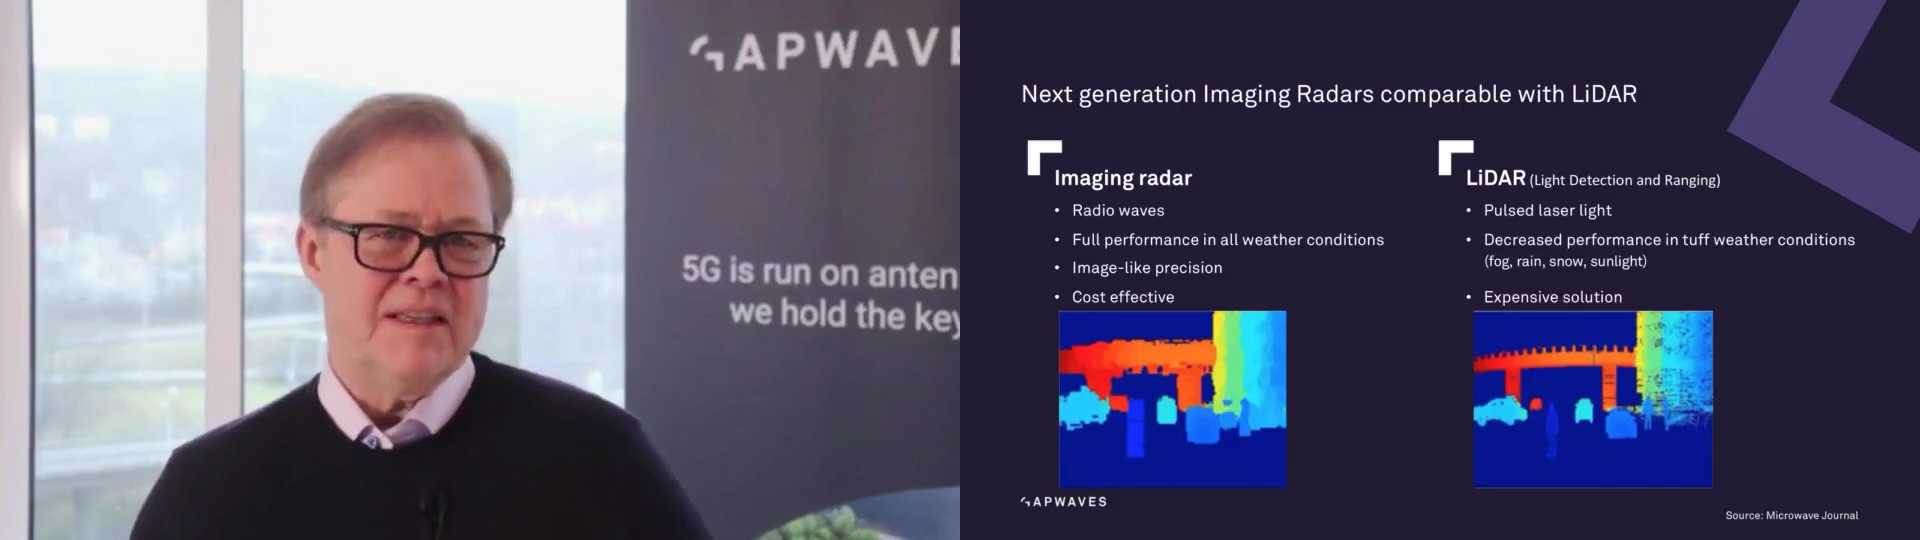 GAPWAVE
5G is run on anten
we hold the key
Next generation Imaging Radars comparable with LiDAR
Imaging radar
• Radio waves
• Full performance in all weather conditions
• Image-like precision
• Cost effective
LiDAR (Light Detection and Ranging)
• Pulsed laser light
• Decreased performance in tuff weather conditions
(fog, rain, snow, sunlight)
• Expensive solution
GAPWAVES
Source: Microwave Journal